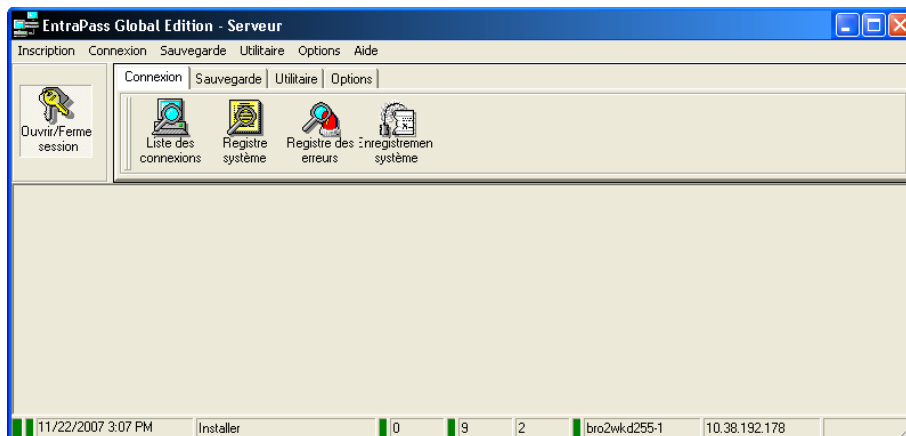 EntraPass Global Edition - Serveur
Inscription Connexion Sauvegarde Utilitaire Options Aide
Connexion Sauvegarde Utilitaire Options
Ouvrir/Ferme
session
Liste des
connexions
Registre
système
Registre des
erreurs
Enregistremen
système
11/22/2007 3:07 PM Installer 0 9 2 bro2wkd255-1 10.38.192.178